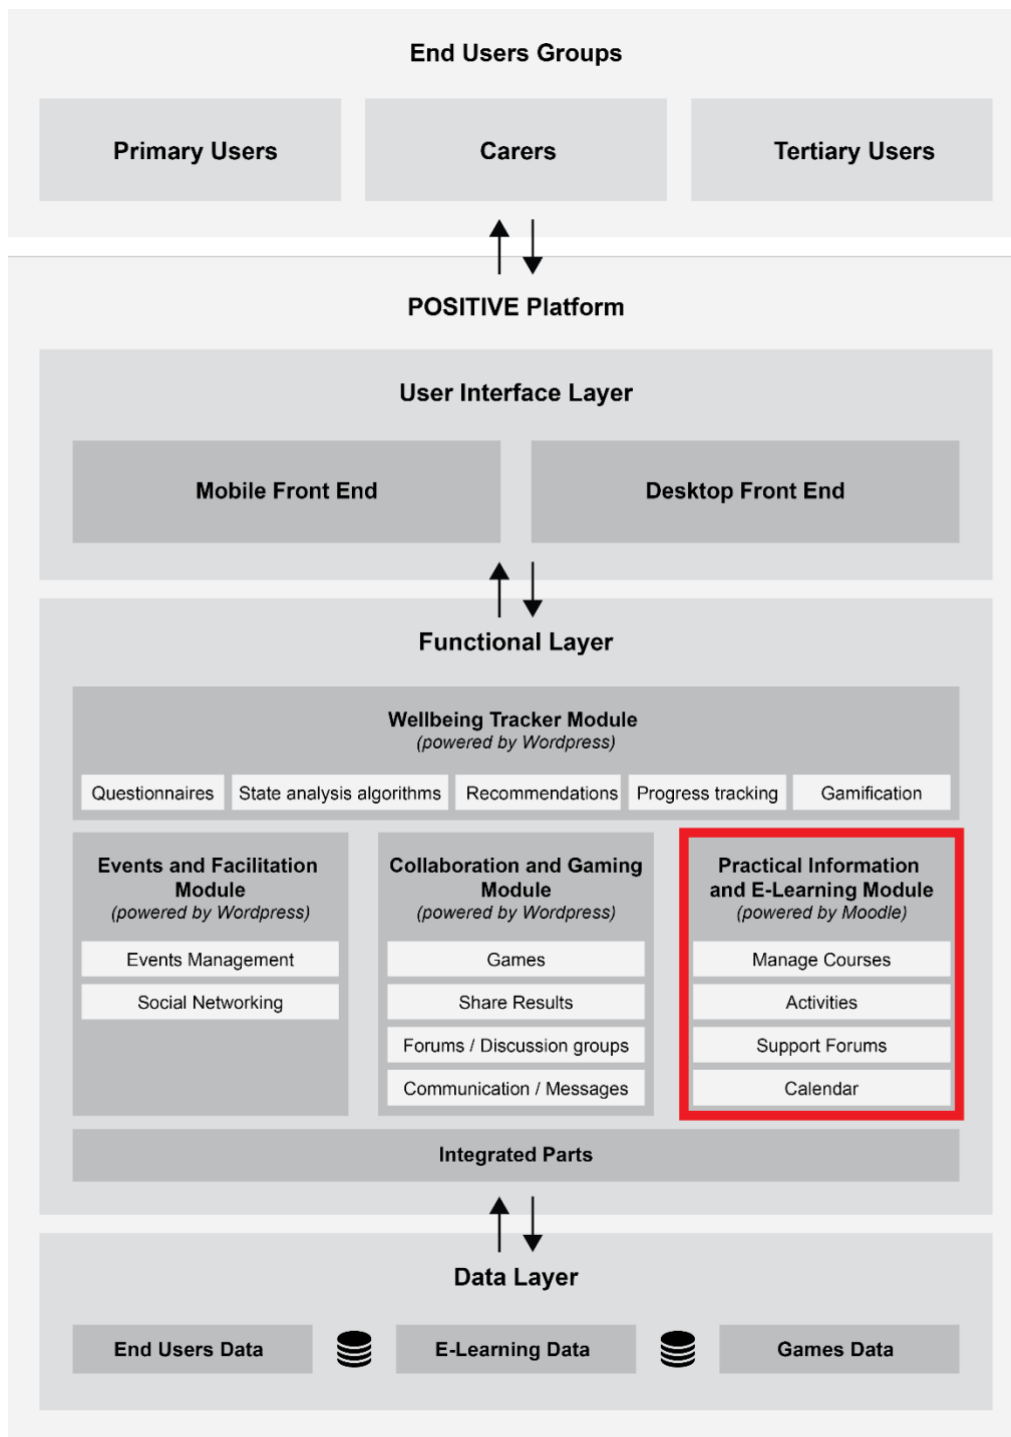 End Users Groups
Primary Users
Carers
Tertiary Users
POSITIVE Platform
User Interface Layer
Mobile Front End
Desktop Front End
Functional Layer
Wellbeing Tracker Module
(powered by Wordpress)
Questionnaires
State analysis algorithms
Recommendations
Progress tracking
Gamification
Events and Facilitation
Module
(powered by Wordpress)
Events Management
Social Networking
Collaboration and Gaming
Module
(powered by Wordpress)
Games
Share Results
Forums / Discussion groups
Communication / Messages
Practical Information
and E-Learning Module
(powered by Moodle)
Manage Courses
Activities
Support Forums
Calendar
Integrated Parts
Data Layer
End Users Data
E-Learning Data
Games Data